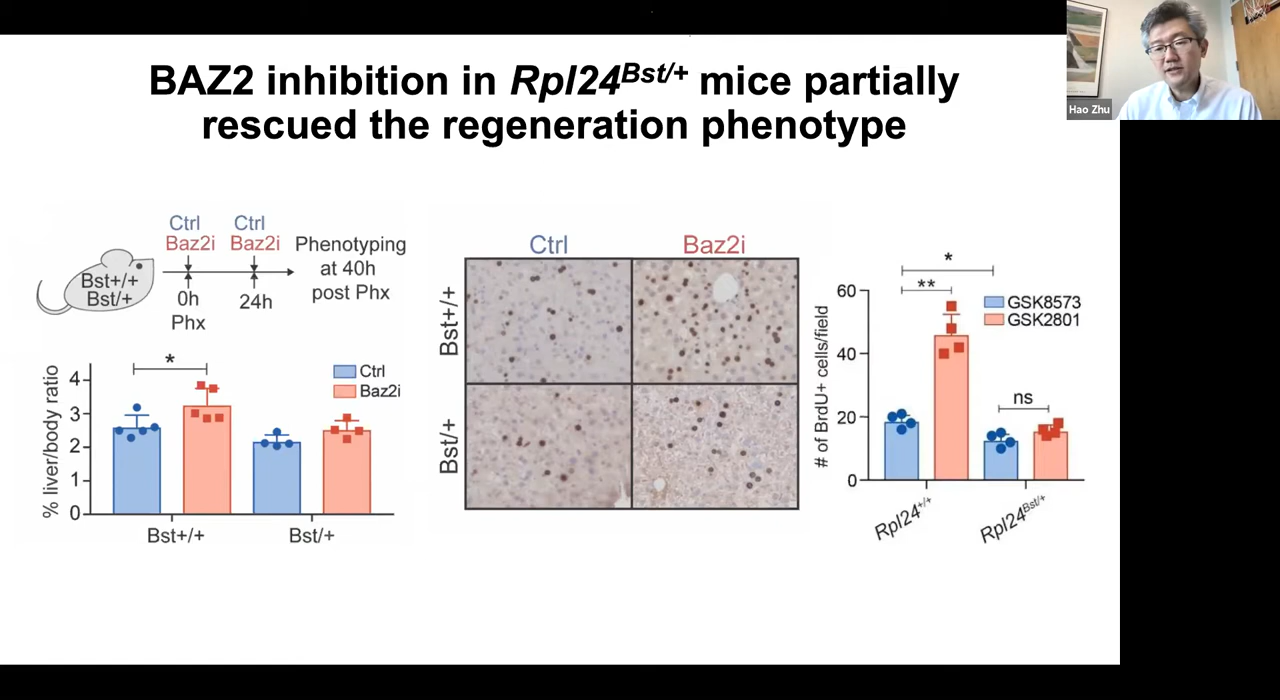 BAZ2 inhibition in Rpl24Bst/+ mice partially
rescued the regeneration phenotype
Hao Zhu
Ctrl Ctrl
Baz2i Baz2i
Phenotyping
at 40h
post Phx
Bst+/+
Bst/+
0h
24h
Phx
% liver/body ratio
4
3
2
1
0
*
Ctrl
Baz2i
Bst+/+
Bst/+
Ctrl
Baz2i
Bst+/+
Bst/+
# of BrdU+ cells/field
60
40
20
0
*
**
ns
GSK8573
GSK2801
Rpl24+/+
Rpl24Bst/+